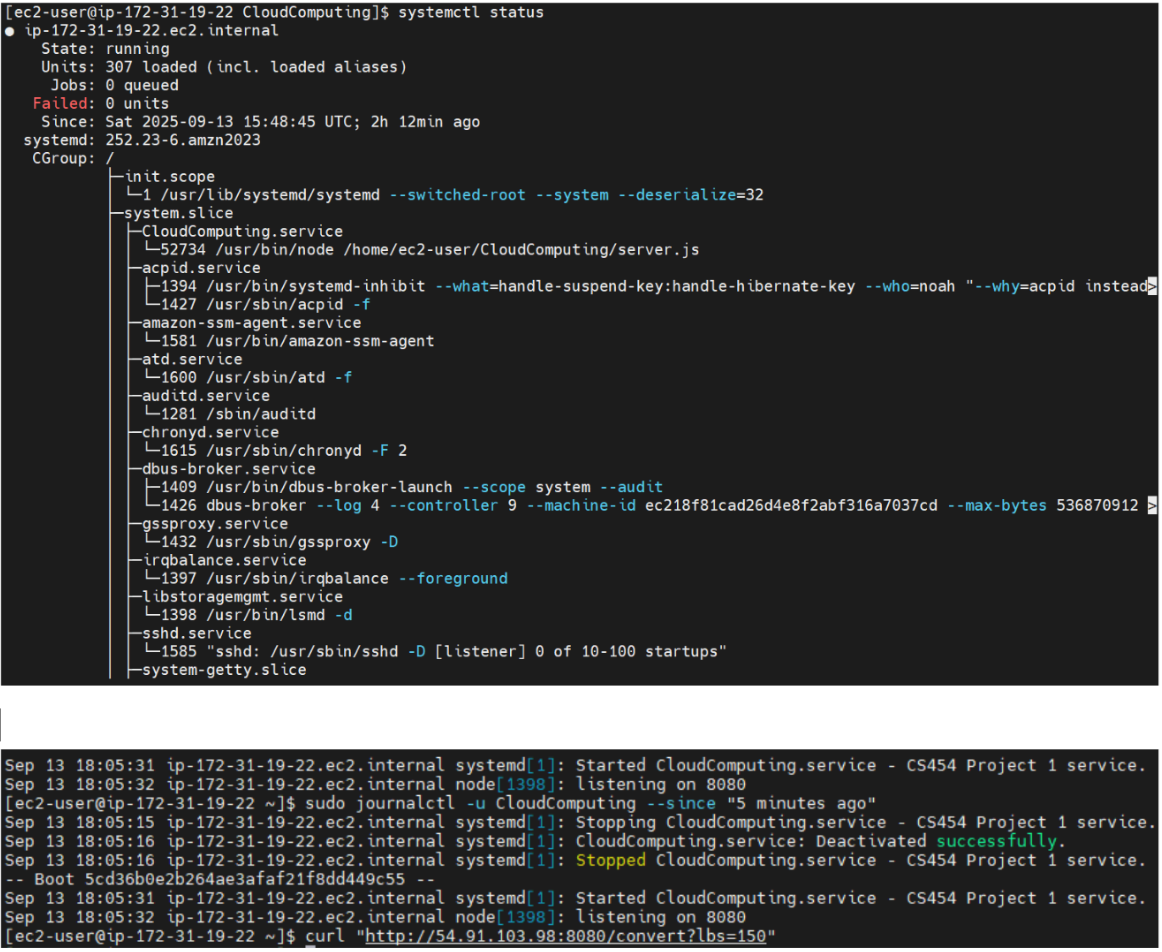 [ec2-user@ip-172-31-19-22 CloudComputing]$ systemctl status
● ip-172-31-19-22.ec2.internal
    State: running
    Units: 307 loaded (incl. loaded aliases)
     Jobs: 0 queued
   Failed: 0 units
    Since: Sat 2025-09-13 15:48:45 UTC; 2h 12min ago
  systemd: 252.23-6.amzn2023
   CGroup: /
           ├─init.scope
           │ └─1 /usr/lib/systemd/systemd --switched-root --system --deserialize=32
           ├─system.slice
           │ ├─CloudComputing.service
           │ │ └─52734 /usr/bin/node /home/ec2-user/CloudComputing/server.js
           │ ├─acpid.service
           │ │ ├─1394 /usr/bin/systemd-inhibit --what=handle-suspend-key:handle-hibernate-key --who=noah "--why=acpid instead>
           │ │ └─1427 /usr/sbin/acpid -f
           │ ├─amazon-ssm-agent.service
           │ │ └─1581 /usr/bin/amazon-ssm-agent
           │ ├─atd.service
           │ │ └─1600 /usr/sbin/atd -f
           │ ├─auditd.service
           │ │ └─1281 /sbin/auditd
           │ ├─chronyd.service
           │ │ └─1615 /usr/sbin/chronyd -F 2
           │ ├─dbus-broker.service
           │ │ ├─1409 /usr/bin/dbus-broker-launch --scope system --audit
           │ │ └─1426 dbus-broker --log 4 --controller 9 --machine-id ec218f81cad26d4e8f2abf316a7037cd --max-bytes 536870912 >
           │ ├─gssproxy.service
           │ │ └─1432 /usr/sbin/gssproxy -D
           │ ├─irqbalance.service
           │ │ └─1397 /usr/sbin/irqbalance --foreground
           │ ├─libstoragemgmt.service
           │ │ └─1398 /usr/bin/lsmd -d
           │ ├─sshd.service
           │ │ └─1585 "sshd: /usr/sbin/sshd -D [listener] 0 of 10-100 startups"
           │ ├─system-getty.slice
Sep 13 18:05:31 ip-172-31-19-22.ec2.internal systemd[1]: Started CloudComputing.service - CS454 Project 1 service.
Sep 13 18:05:32 ip-172-31-19-22.ec2.internal node[1398]: listening on 8080
[ec2-user@ip-172-31-19-22 ~]$ sudo journalctl -u CloudComputing --since "5 minutes ago"
Sep 13 18:05:15 ip-172-31-19-22.ec2.internal systemd[1]: Stopping CloudComputing.service - CS454 Project 1 service.
Sep 13 18:05:16 ip-172-31-19-22.ec2.internal systemd[1]: CloudComputing.service: Deactivated successfully.
Sep 13 18:05:16 ip-172-31-19-22.ec2.internal systemd[1]: Stopped CloudComputing.service - CS454 Project 1 service.
-- Boot 5cd36b0e2b264ae3afaf21f8dd449c55 --
Sep 13 18:05:31 ip-172-31-19-22.ec2.internal systemd[1]: Started CloudComputing.service - CS454 Project 1 service.
Sep 13 18:05:32 ip-172-31-19-22.ec2.internal node[1398]: listening on 8080
[ec2-user@ip-172-31-19-22 ~]$ curl "http://54.91.103.98:8080/convert?lbs=150"